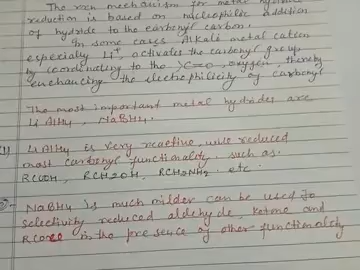 The main mechanism for metal hydride
reduction is based on nucleophilic addition
of hydride to the carbonyl carbon.
In some cases Alkali metal cation
especially Li+, activates the carbonyl group
by coordinating to the >C=O, oxygen, thereby
enchancing the electrophilicity of carbonyl
The most important metal hydrides are
LiAlH4, NaBH4.
(1) LiAlH4 is very reactive, will reduced
most carbonyl functionality, such as
RCOOH, RCH2OH, RCH2NH2 etc.
NaBH4 is much milder can be used to
selectivity reduced aldehyde, ketone and
in the presence of other functionality